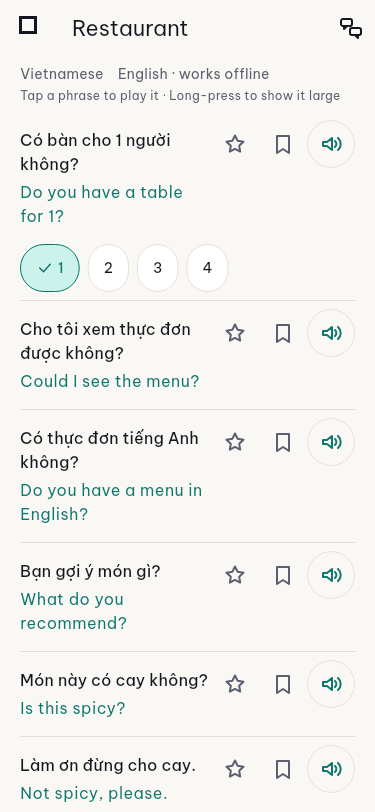 Restaurant
Vietnamese English · works offline
Tap a phrase to play it · Long-press to show it large
Có bàn cho 1 người
không?
Do you have a table
for 1?
1 2 3 4
Cho tôi xem thực đơn
được không?
Could I see the menu?
Có thực đơn tiếng Anh
không?
Do you have a menu in
English?
Bạn gợi ý món gì?
What do you
recommend?
Món này có cay không?
Is this spicy?
Làm ơn đừng cho cay.
Not spicy, please.